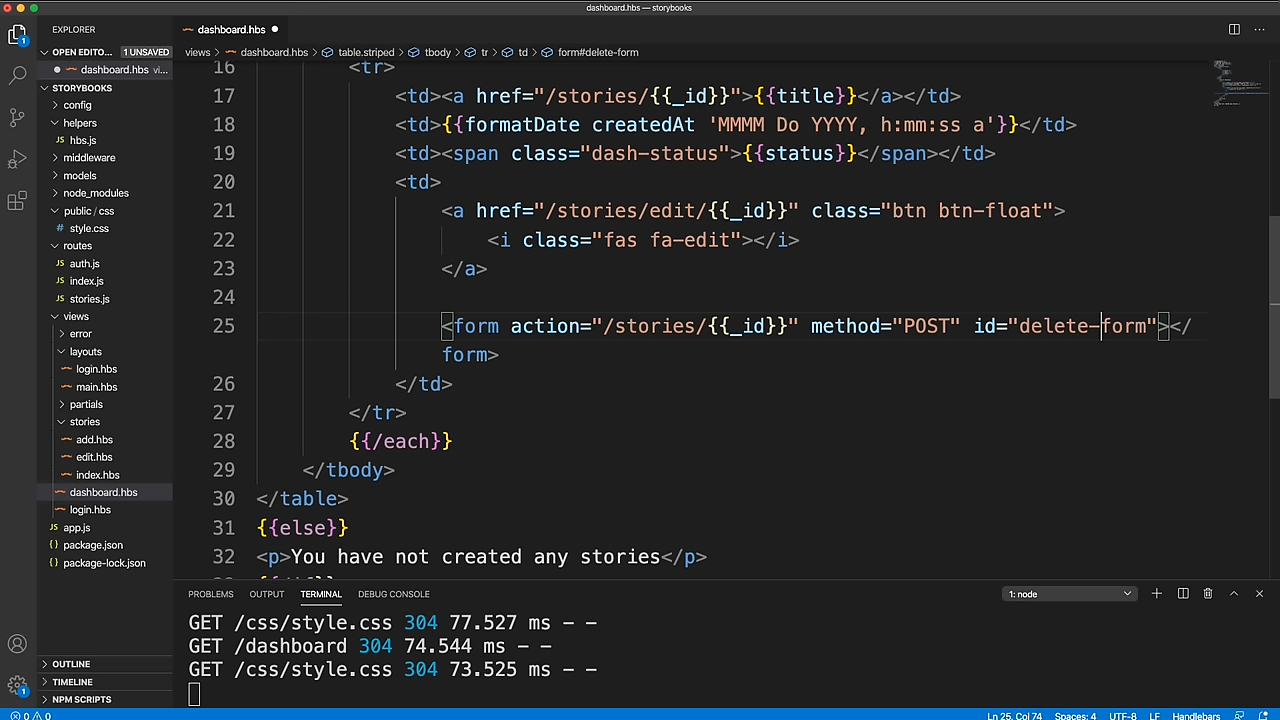 dashboard.hbs — storybooks
EXPLORER
dashboard.hbs
OPEN EDITO... 1 UNSAVED
views > dashboard.hbs > table.striped > tbody > tr > td > form#delete-form
dashboard.hbs vi...
STORYBOOKS
config
helpers
hbs.js
middleware
models
node_modules
public / css
style.css
routes
auth.js
index.js
stories.js
views
error
layouts
login.hbs
main.hbs
partials
stories
add.hbs
edit.hbs
index.hbs
dashboard.hbs
login.hbs
app.js
package.json
package-lock.json
OUTLINE
TIMELINE
NPM SCRIPTS
16 <tr>
17 <td><a href="/stories/{{_id}}">{{title}}</a></td>
18 <td>{{formatDate createdAt 'MMMM Do YYYY, h:mm:ss a'}}</td>
19 <td><span class="dash-status">{{status}}</span></td>
20 <td>
21 <a href="/stories/edit/{{_id}}" class="btn btn-float">
22 <i class="fas fa-edit"></i>
23 </a>
24
25 <form action="/stories/{{_id}}" method="POST" id="delete-form"></
form>
26 </td>
27 </tr>
28 {{/each}}
29 </tbody>
30 </table>
31 {{else}}
32 <p>You have not created any stories</p>
PROBLEMS OUTPUT TERMINAL DEBUG CONSOLE 1: node
GET /css/style.css 304 77.527 ms - -
GET /dashboard 304 74.544 ms - -
GET /css/style.css 304 73.525 ms - -
0 0 Ln 25, Col 74 Spaces: 4 UTF-8 LF Handlebars